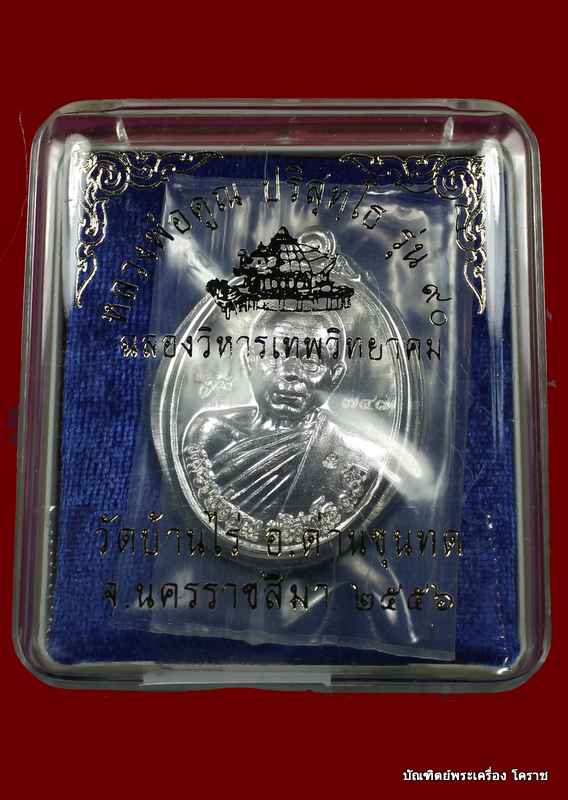 หลวงพ่อคูณ ปริสุทฺโธ รุ่น ๙๐
ฉลองวิหารเทพวิทยาคม
๓๕๗
วัดบ้านไร่ อ.ด่านขุนทด
จ.นครราชสีมา ๒๕๕๖
บัณฑิตย์พระเครื่อง โคราช